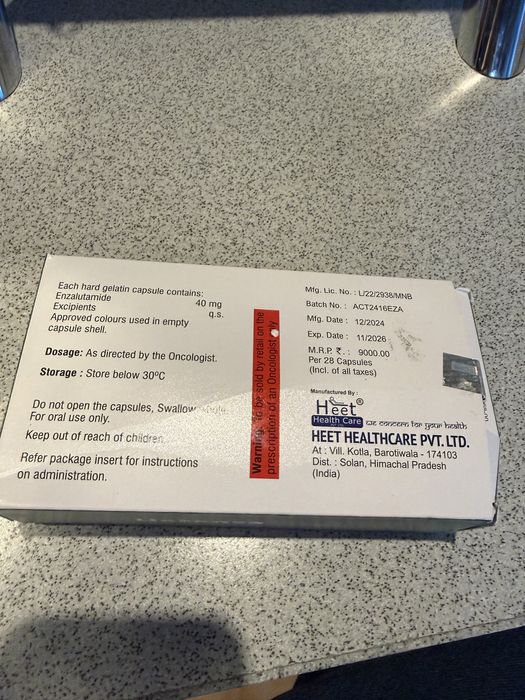 Each hard gelatin capsule contains:
Enzalutamide 40 mg
Excipients q.s.
Approved colours used in empty
capsule shell.
Dosage: As directed by the Oncologist.
Storage : Store below 30ºC
Do not open the capsules, Swallow
For oral use only.
Keep out of reach of children.
Refer package insert for instructions
on administration.
Warning: To be sold by retail on the
prescription of an Oncologist only
Mfg. Lic. No. : L/22/2938/MNB
Batch No. : ACT2416EZA
Mfg. Date : 12/2024
Exp. Date : 11/2026
M.R.P. ₹. : 9000.00
Per 28 Capsules
(Incl. of all taxes)
Manufactured By :
Heet®
Health Care we concern for your health
HEET HEALTHCARE PVT. LTD.
At : Vill. Kotla, Barotiwala - 174103
Dist. : Solan, Himachal Pradesh
(India)